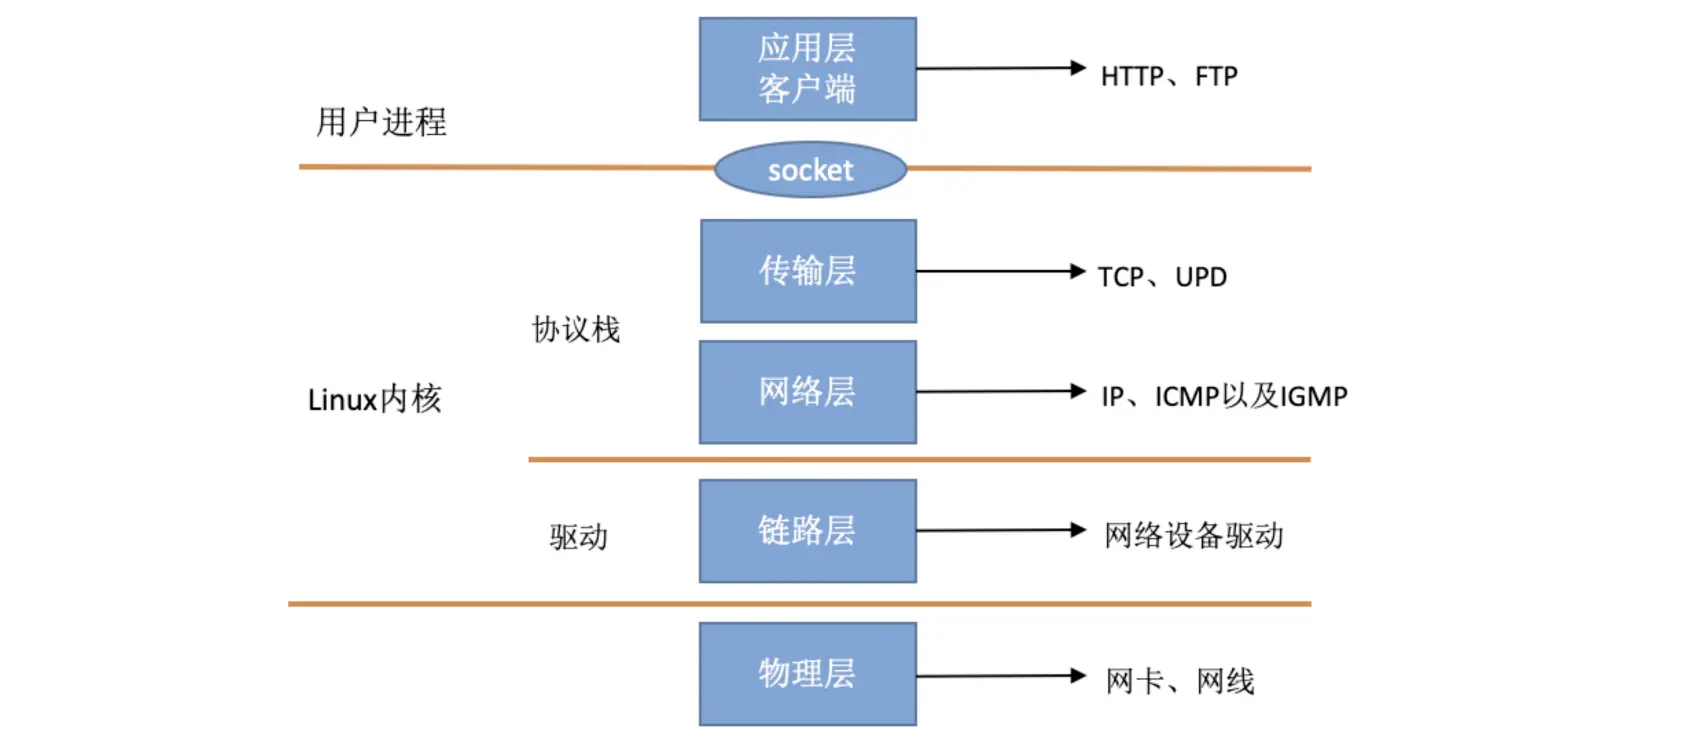 应用层
客户端
HTTP、FTP
用户进程
socket
传输层
TCP、UPD
协议栈
Linux内核
网络层
IP、ICMP以及IGMP
驱动
链路层
网络设备驱动
物理层
网卡、网线